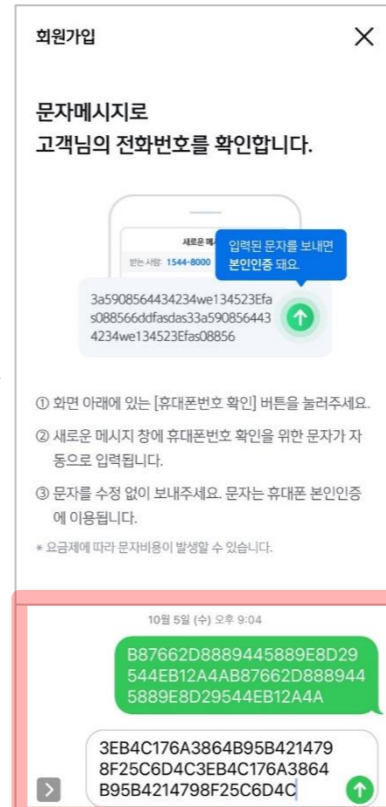 회원가입
문자메시지로
고객님의 전화번호를 확인합니다.
새로운 메시
받는사람: 1544-8000
입력된 문자를 보내면
본인인증 돼요
3a5908564434234we134523Efa
s088566ddfasdas33a590856443
4234we134523Efas08856
① 화면 아래에 있는 [휴대폰번호 확인] 버튼을 눌러주세요.
② 새로운 메시지 창에 휴대폰번호 확인을 위한 문자가 자
동으로 입력됩니다.
③ 문자를 수정 없이 보내주세요. 문자는 휴대폰 본인인증
에 이용됩니다.
* 요금제에 따라 문자비용이 발생할 수 있습니다.
10월 5일 (수) 오후 9:04
B87662D8889445889E8D29
544EB12A4AB87662D888944
5889E8D29544EB12A4A
3EB4C176A3864B95B421479
8F25C6D4C3EB4C176A3864
B95B4214798F25C6D4C